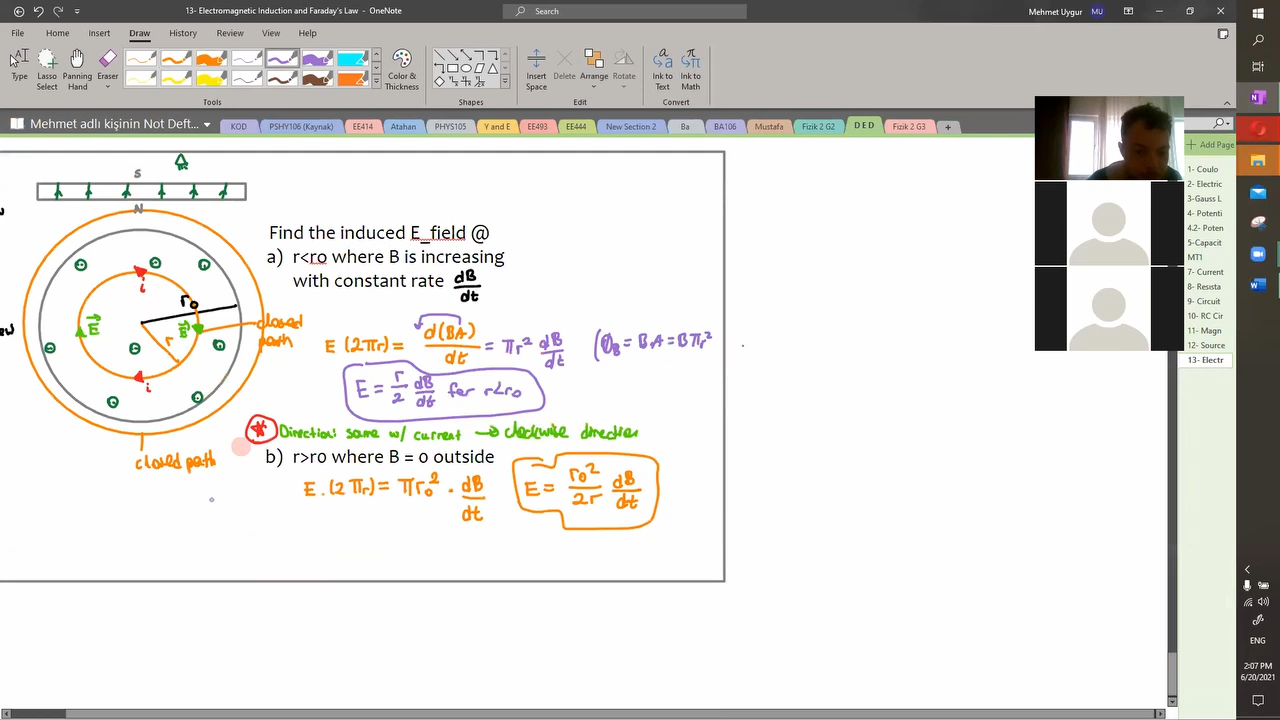 13- Electromagnetic Induction and Faraday's Law - OneNote
Search
Mehmet Uygur
MU
File
Home
Insert
Draw
History
Review
View
Help
Type
Lasso Select
Panning Hand
Eraser
Color & Thickness
Insert Space
Delete
Arrange
Rotate
Ink to Text
Ink to Math
Tools
Shapes
Edit
Convert
Mehmet adlı kişinin Not Deft...
KOD
PSHY106 (Kaynak)
EE414
Atahan
PHYS105
Y and E
EE493
EE444
New Section 2
Ba
BA106
Mustafa
Fizik 2 G2
D E D
Fizik 2 G3
Add Page
1- Coulo
2- Electric
3-Gauss L
4- Potenti
4.2- Poten
5-Capacit
MT1
7- Current
8- Resista
9- Circuit
10- RC Cir
11- Magn
12- Source
13- Electr
S
N
Find the induced E_field @
a) r<ro where B is increasing
with constant rate dB/dt
i
r0
E
E
r
i
closed path
E (2πr) = d(BA)/dt = πr² dB/dt (ΦB = B.A = Bπr²
E = r/2 dB/dt for r<r0
Direction: same w/ current → clockwise direction
b) r>r0 where B = 0 outside
closed path
E . (2πr) = πr0² . dB/dt
E = r0²/2r dB/dt
ENG
2:07 PM
6/20/2021